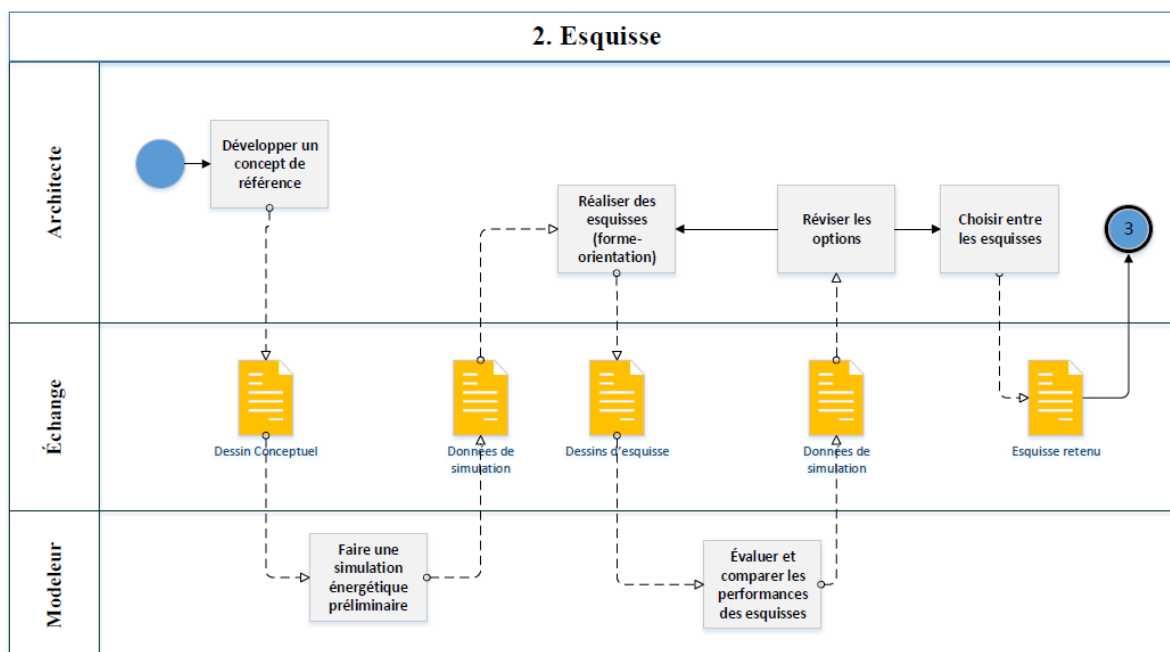 2. Esquisse
Architecte
Développer un
concept de
référence
Réaliser des
esquisses
(forme-
orientation)
Réviser les
options
Choisir entre
les esquisses
3
Échange
Dessin Conceptuel
Données de
simulation
Dessins d'esquisse
Données de
simulation
Esquisse retenu
Modeleur
Faire une
simulation
énergétique
préliminaire
Évaluer et
comparer les
performances
des esquisses